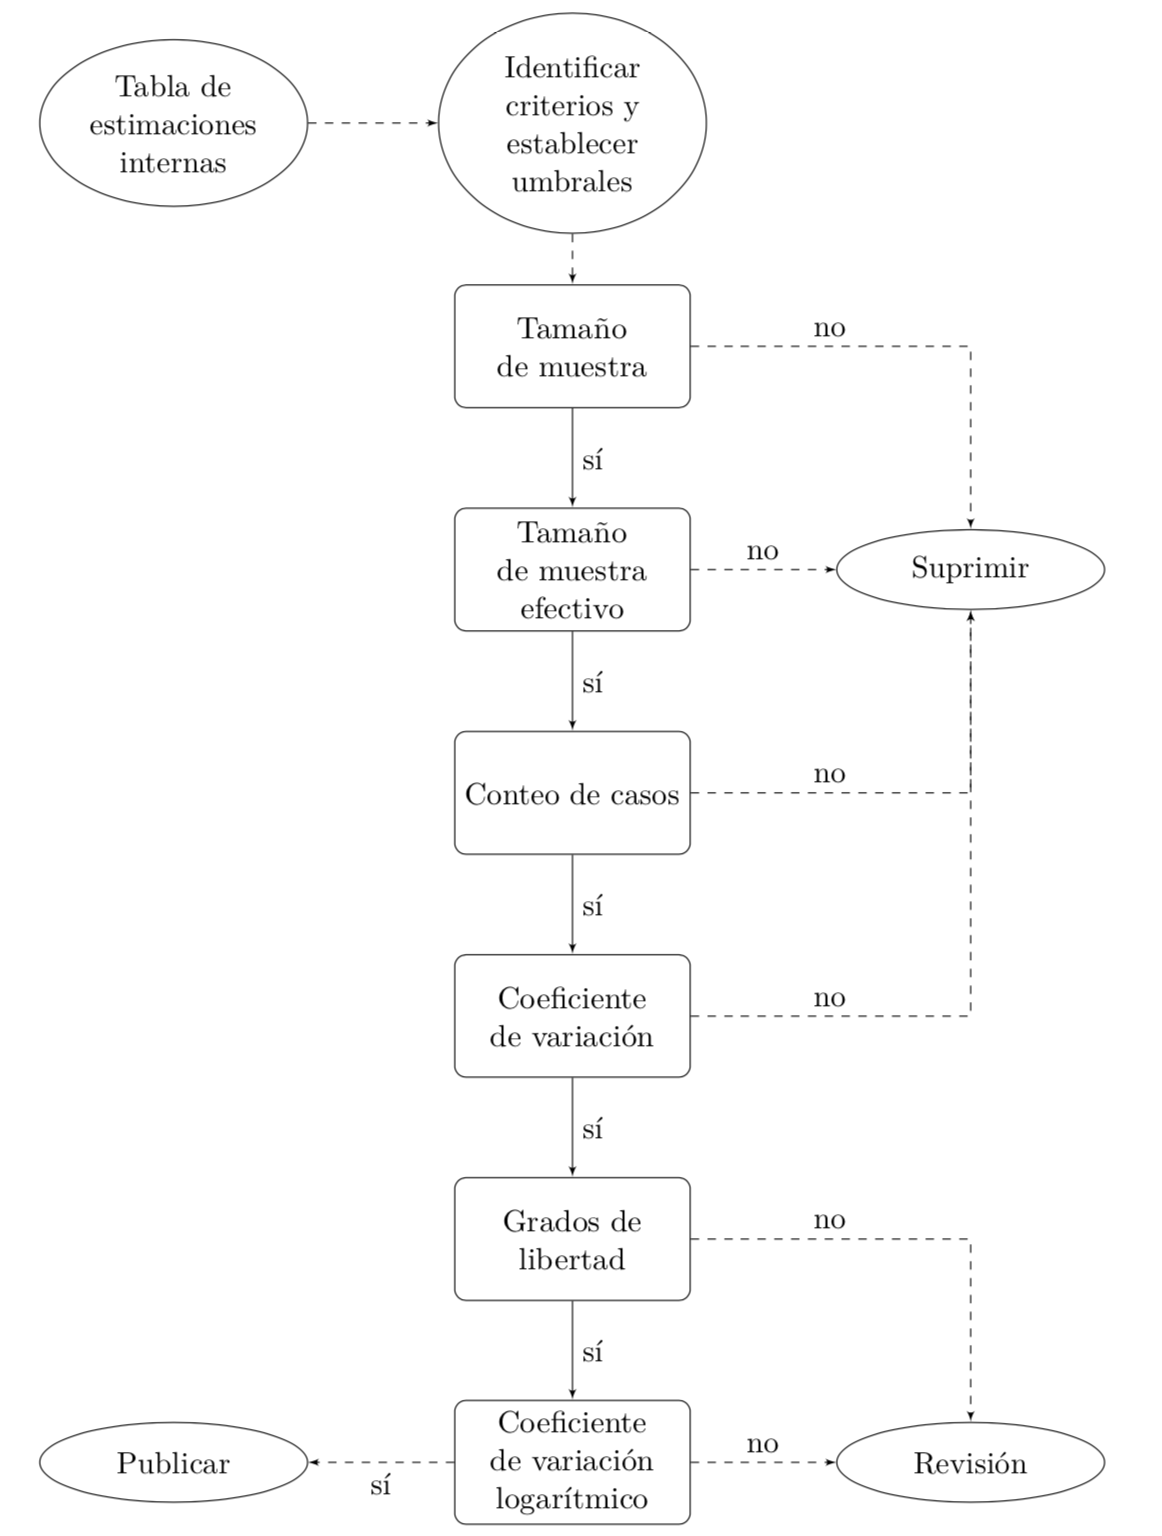 Tabla de
estimaciones
internas
Identificar
criterios y
establecer
umbrales
Tamaño
de muestra
no
sí
Tamaño
de muestra
efectivo
no
Suprimir
sí
Conteo de casos
no
sí
Coeficiente
de variación
no
sí
Grados de
libertad
no
sí
Coeficiente
de variación
logarítmico
no
Revisión
sí
Publicar